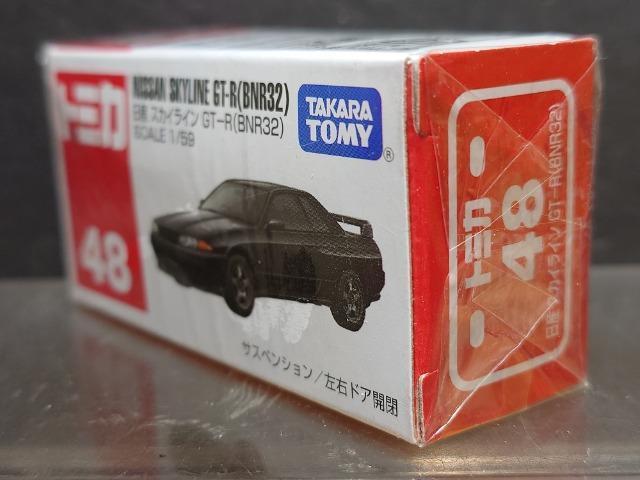 トミカ
48
NISSAN SKYLINE GT-R(BNR32)
日産 スカイライン GT-R(BNR32)
SCALE 1/59
TAKARA
TOMY
®
サスペンション/左右ドア開閉
トミカ
48
日産 スカイライン GT-R(BNR32)